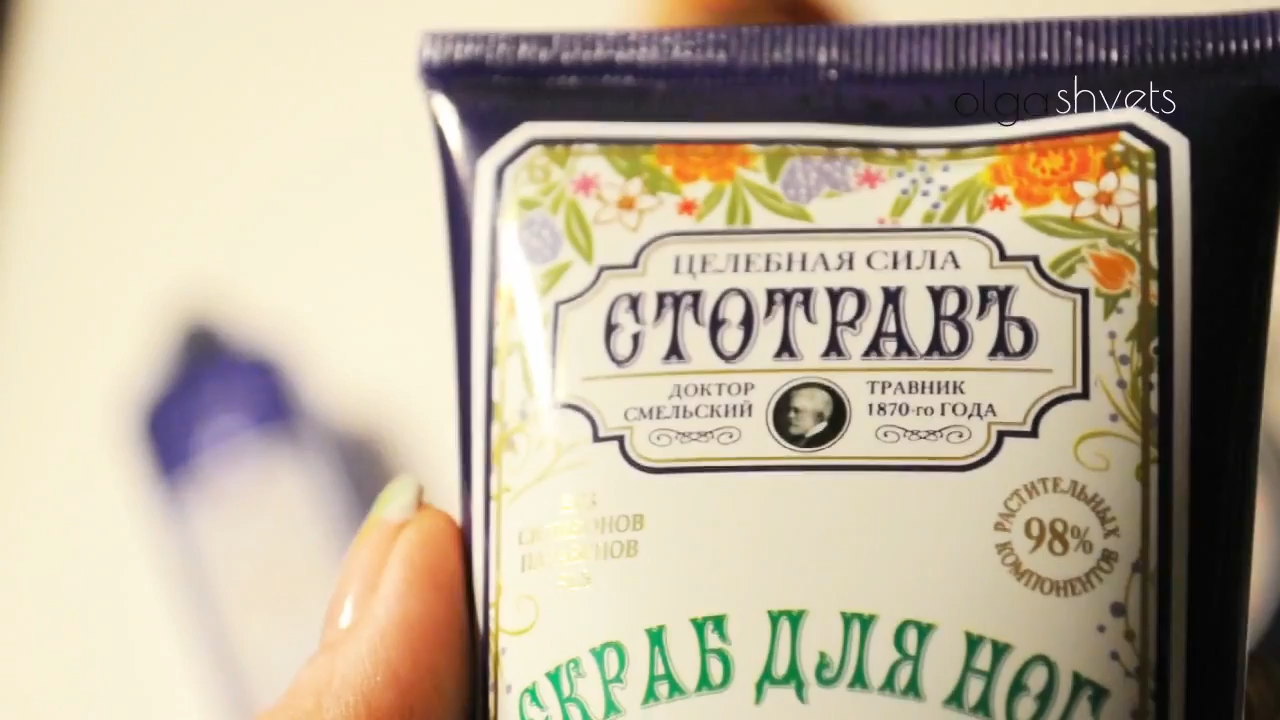 olgashvets
ЦЕЛЕБНАЯ СИЛА
СТОТРАВЪ
ДОКТОР
СМЕЛЬСКИЙ
ТРАВНИК
1870-го ГОДА
РАСТИТЕЛЬНЫХ
98%
КОМПОНЕНТОВ
СКРАБ ДЛЯ НОГ